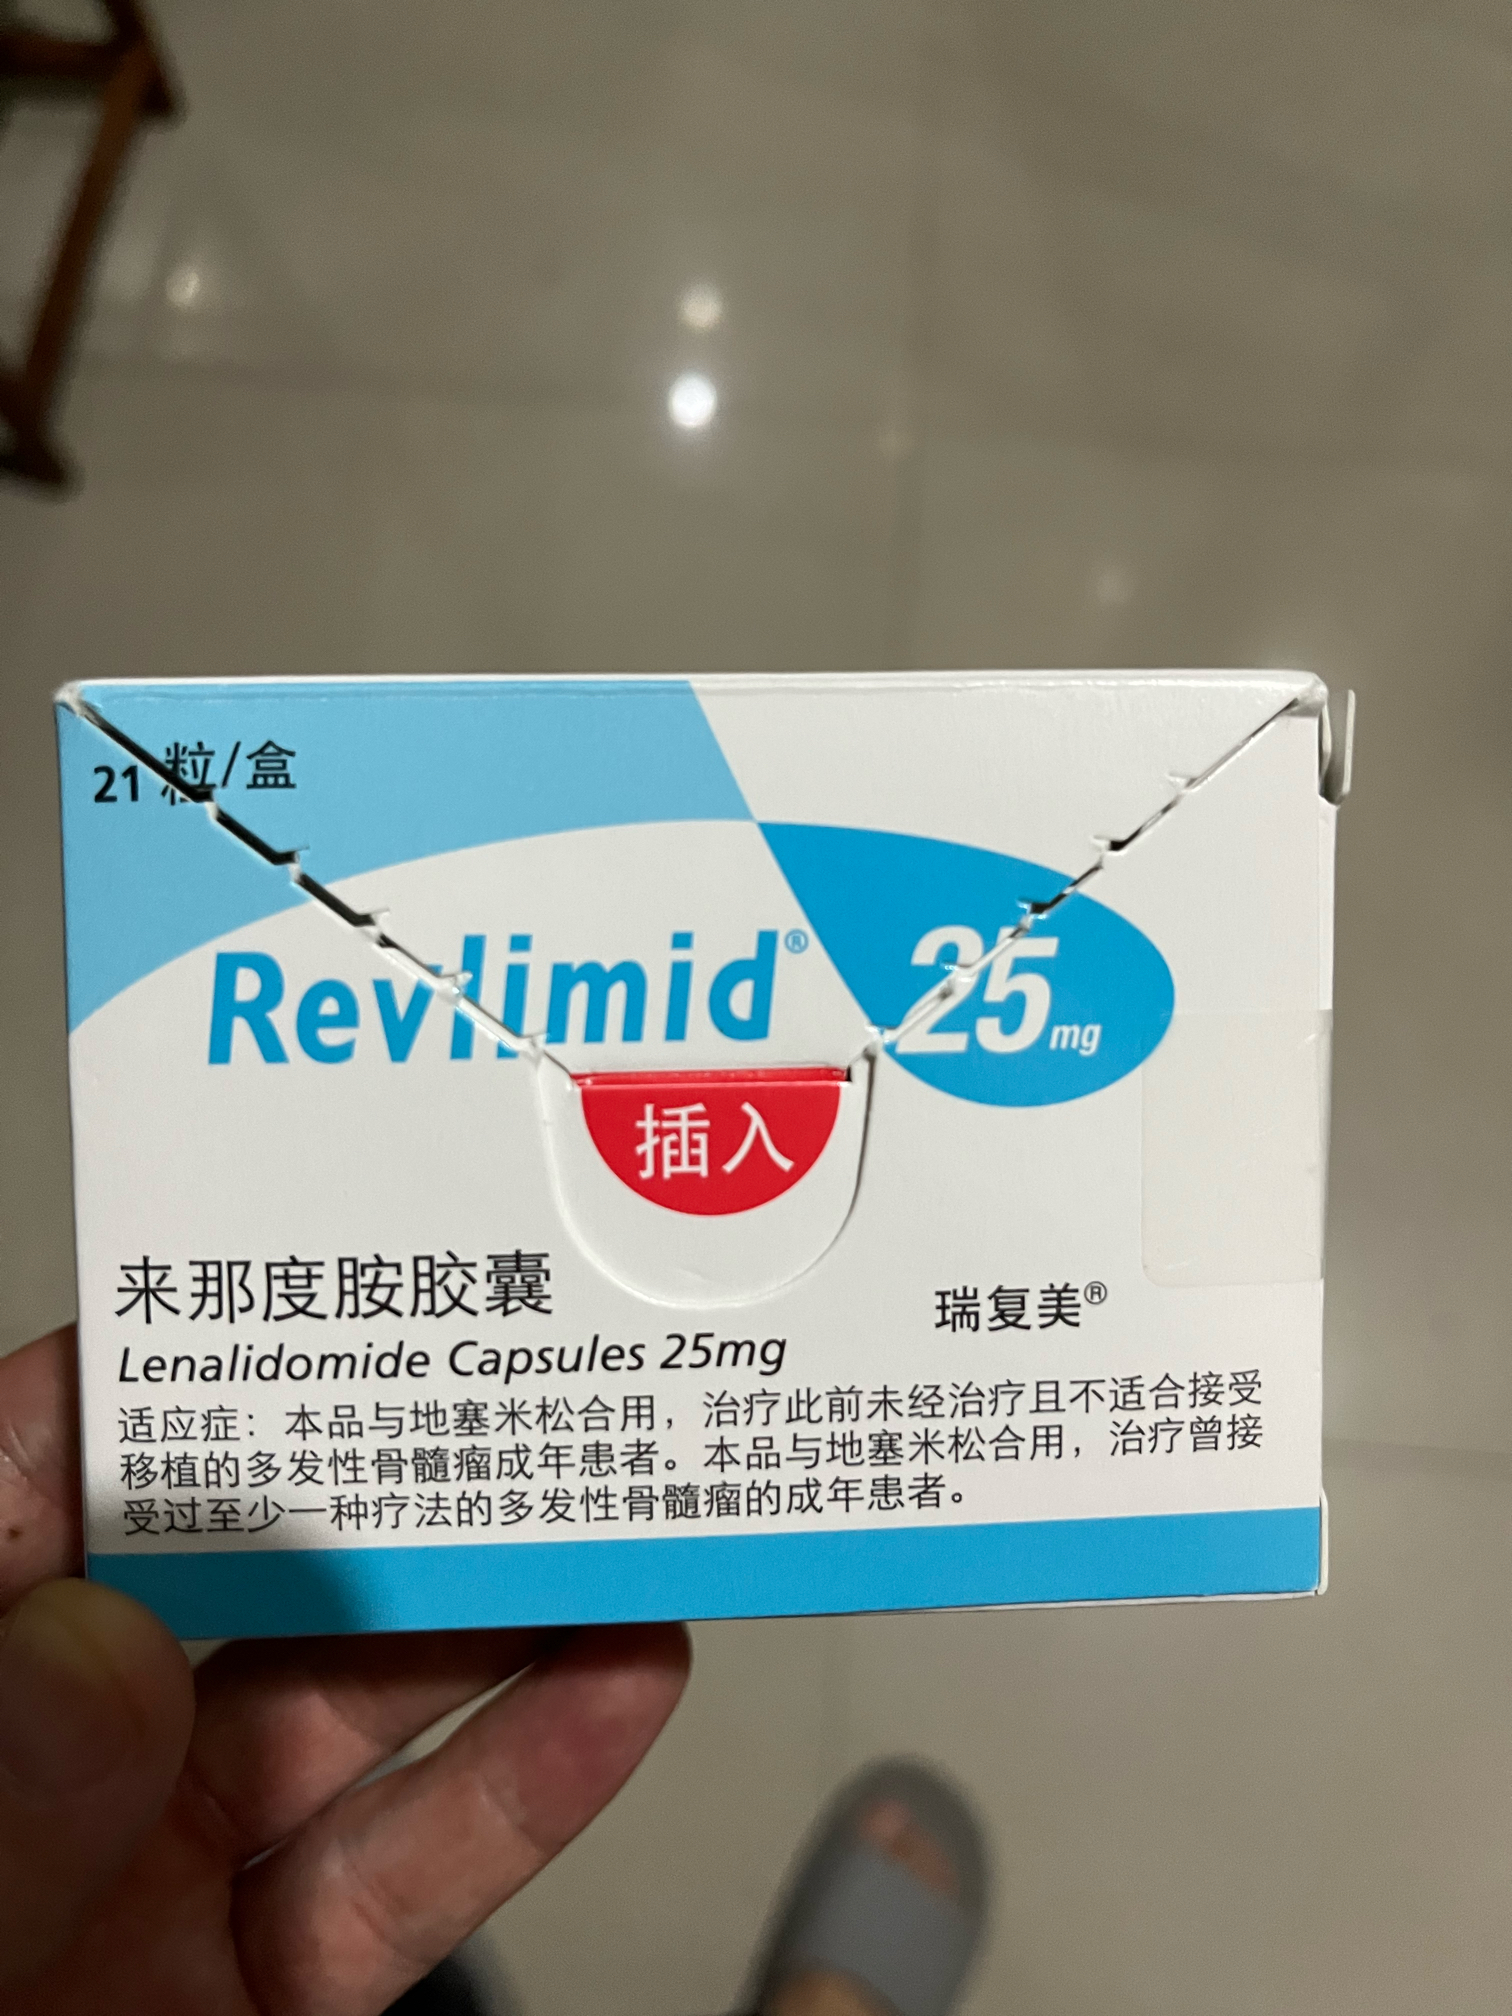 21 粒/盒
Revlimid® 25 mg
插入
来那度胺胶囊
瑞复美®
Lenalidomide Capsules 25mg
适应症：本品与地塞米松合用，治疗此前未经治疗且不适合接受
移植的多发性骨髓瘤成年患者。本品与地塞米松合用，治疗曾接
受过至少一种疗法的多发性骨髓瘤的成年患者。